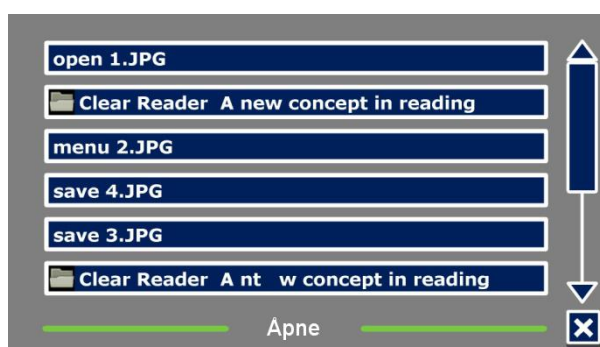 open 1.JPG
Clear Reader A new concept in reading
menu 2.JPG
save 4.JPG
save 3.JPG
Clear Reader A nt w concept in reading
Åpne